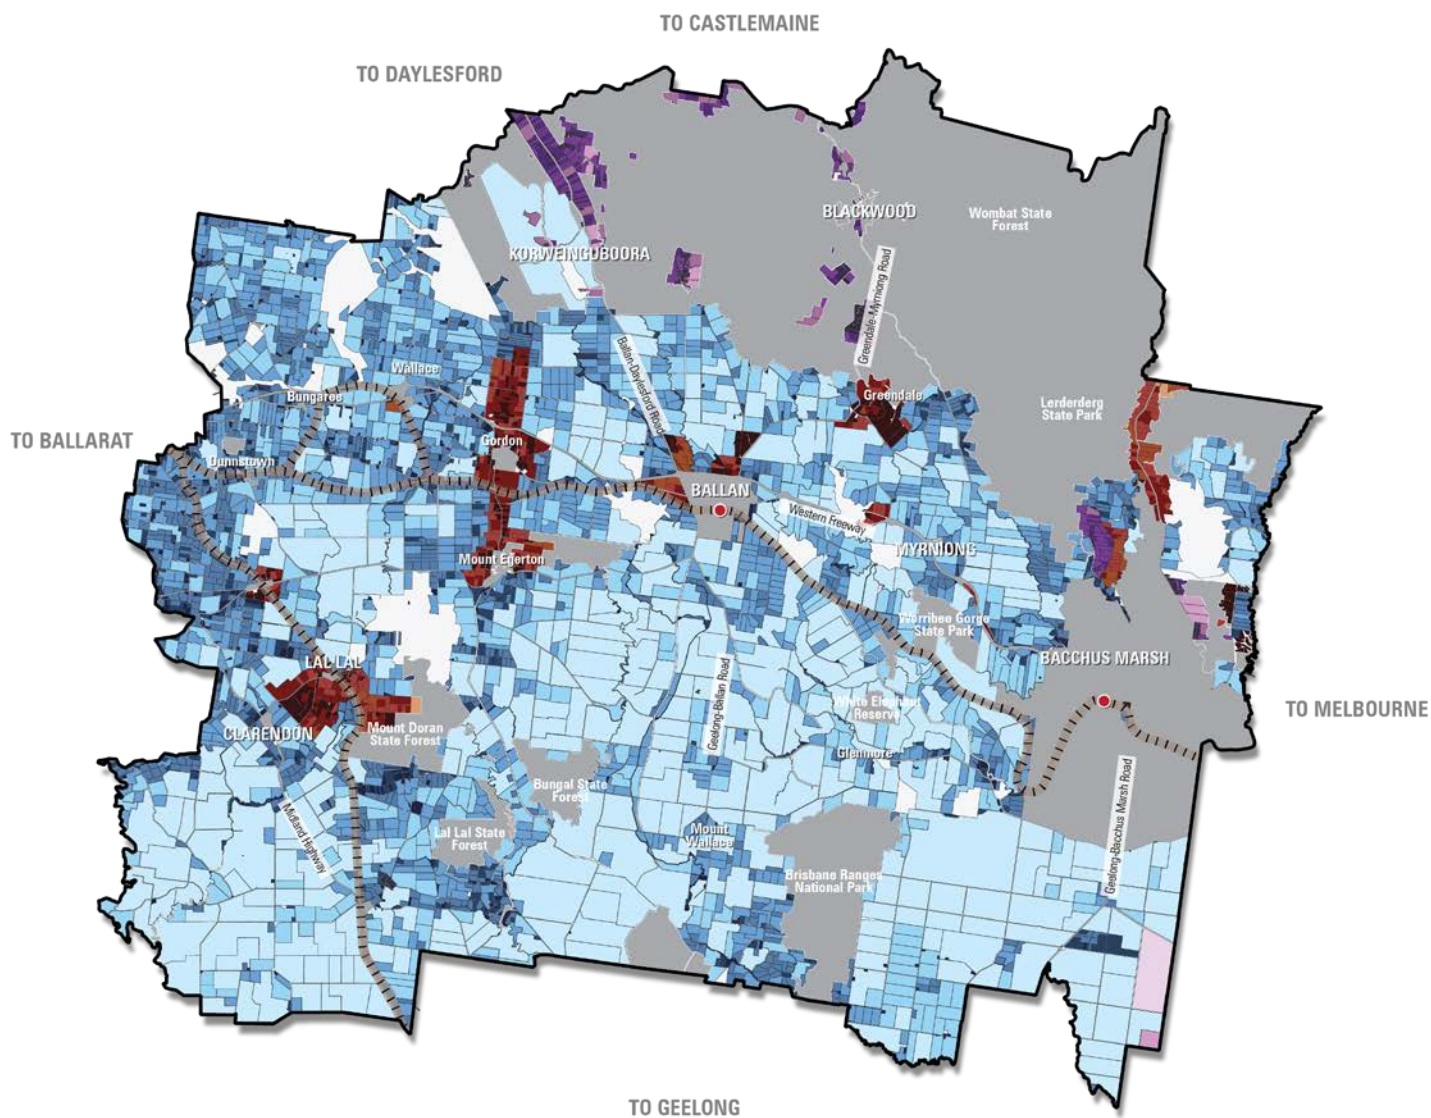 TO CASTLEMAINE
TO DAYLESFORD
BLACKWOOD
Wombat State
Forest
KORWEINGUBOORA
Greendale-Myrniong Road
Ballan-Daylesford Road
Wallace
Bungaree
Greendale
Lerderderg
State Park
TO BALLARAT
Gordon
Dunnstown
BALLAN
Western Freeway
MYRNIONG
Mount Egerton
Werribee Gorge
State Park
BACCHUS MARSH
LAL LAL
Geelong-Ballan Road
White Elephant
Reserve
TO MELBOURNE
CLARENDON
Mount Doran
State Forest
Glenmore
Bungal State
Forest
Geelong-Bacchus Marsh Road
Midland Highway
Lal Lal State
Forest
Mount
Wallace
Brisbane Ranges
National Park
TO GEELONG